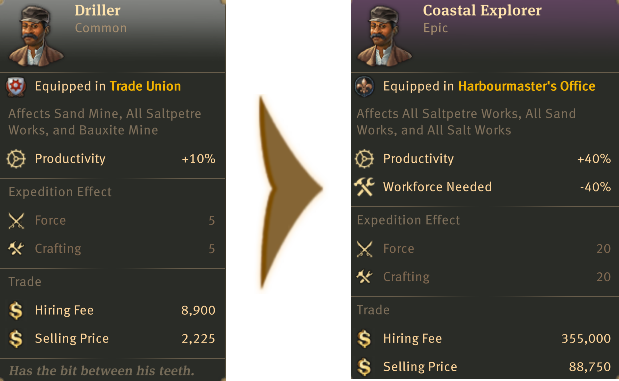 Driller
Common
Equipped in Trade Union
Affects Sand Mine, All Saltpetre
Works, and Bauxite Mine
Productivity +10%
Expedition Effect
Force 5
Crafting 5
Trade
Hiring Fee 8,900
Selling Price 2,225
Has the bit between his teeth.
Coastal Explorer
Epic
Equipped in Harbourmaster's Office
Affects All Saltpetre Works, All Sand
Works, and All Salt Works
Productivity +40%
Workforce Needed -40%
Expedition Effect
Force 20
Crafting 20
Trade
Hiring Fee 355,000
Selling Price 88,750